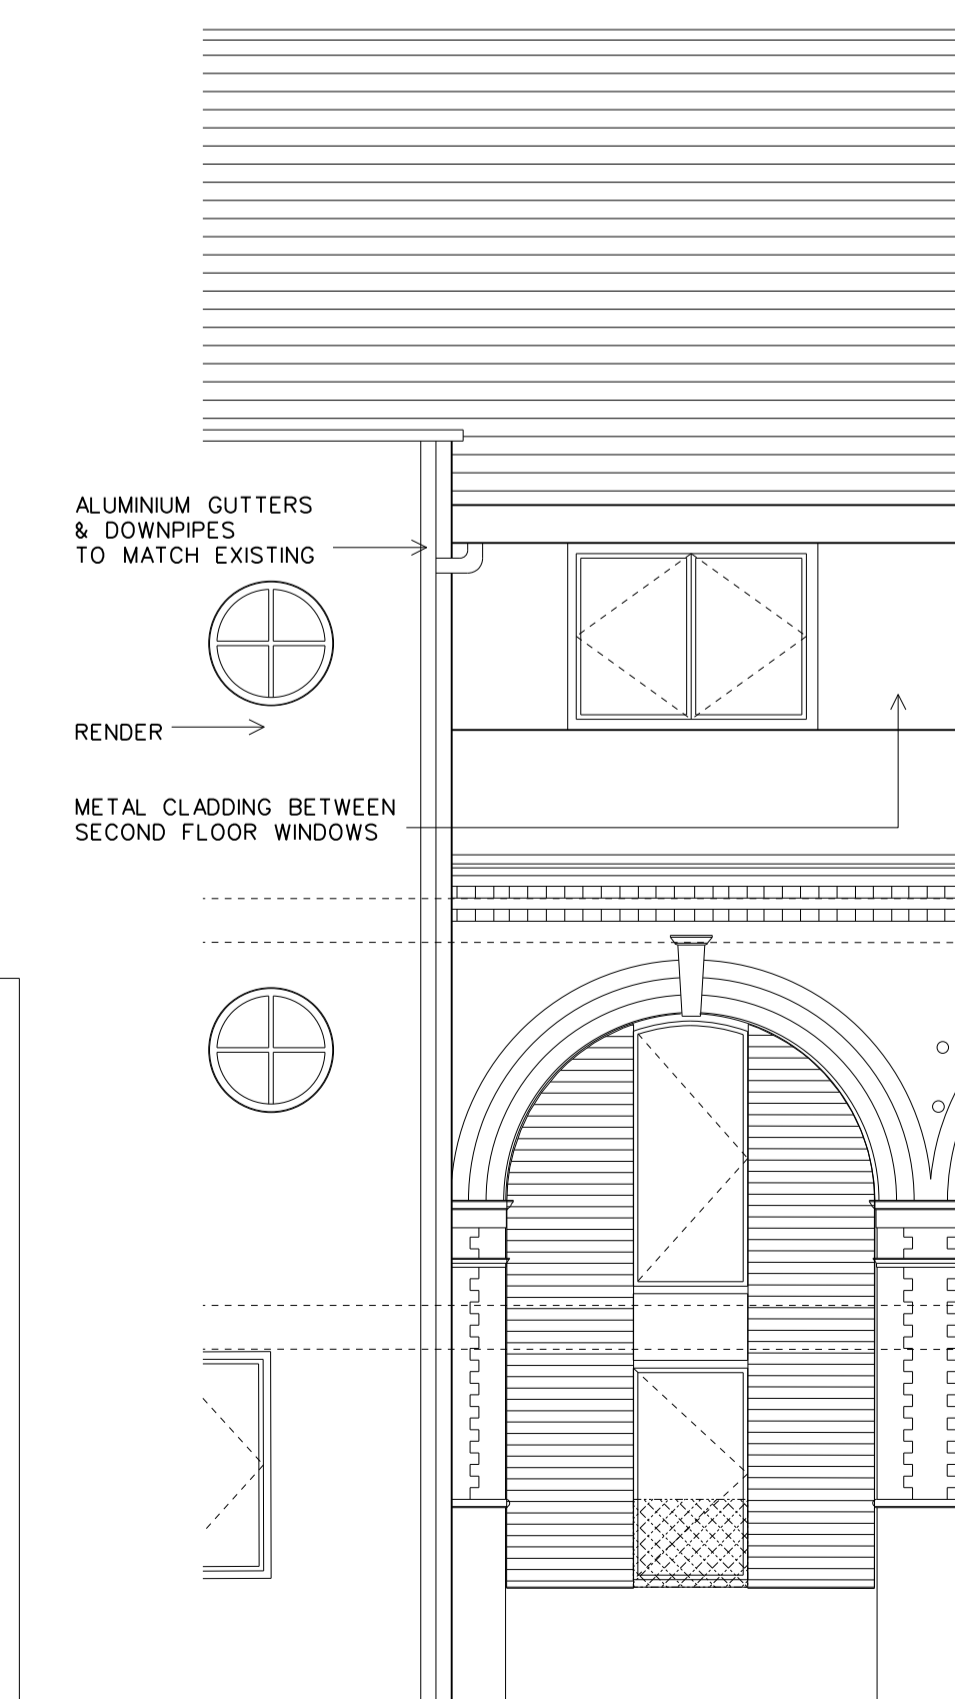 ALUMINIUM GUTTERS
& DOWNPIPES
TO MATCH EXISTING
RENDER
METAL CLADDING BETWEEN
SECOND FLOOR WINDOWS